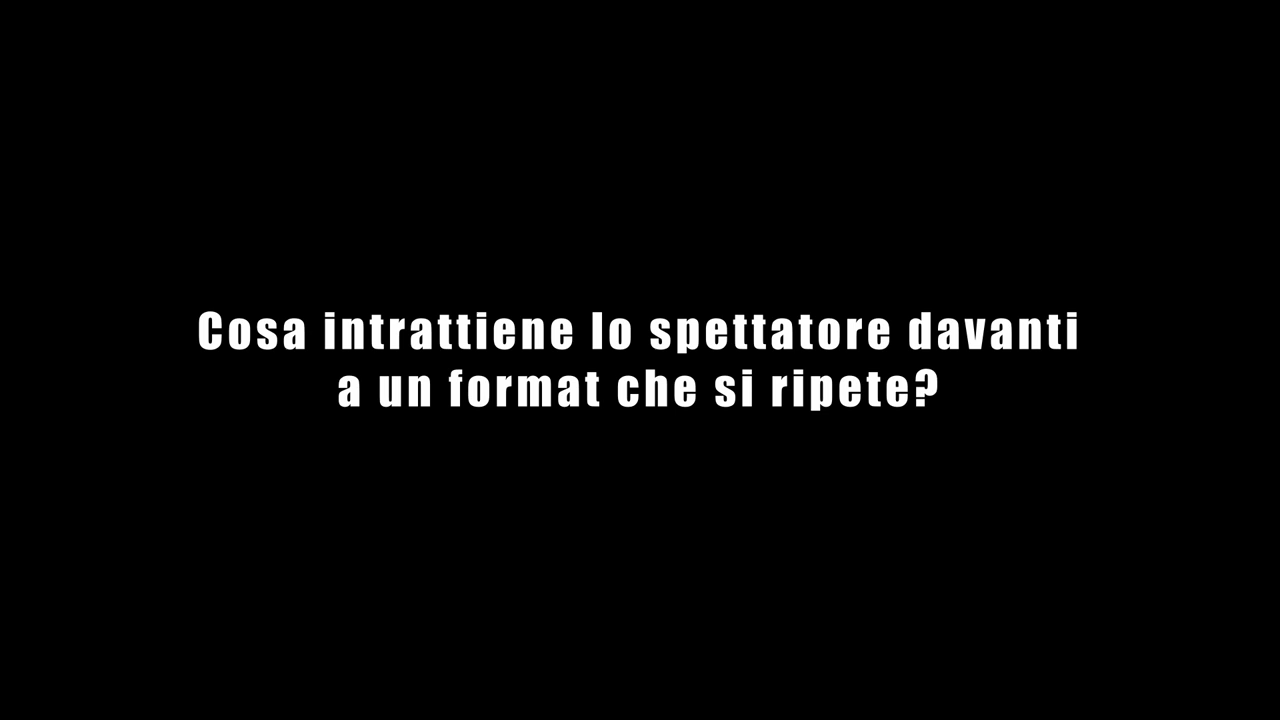 Cosa intrattiene lo spettatore davanti
a un format che si ripete?